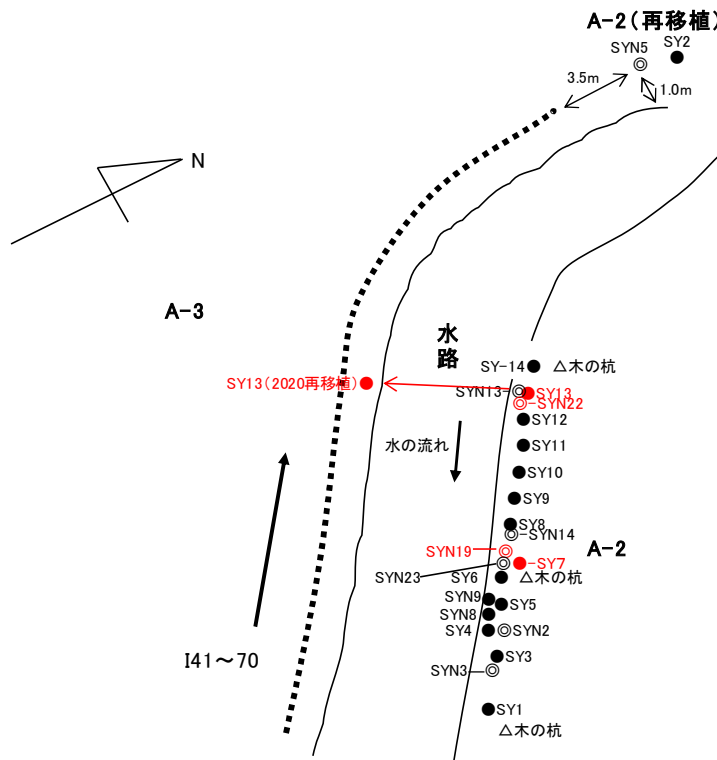 A-2(再移植)
SYN5
SY2
3.5m
1.0m
N
A-3
水路
SY-14
△木の杭
SY13(2020再移植)
SYN13-
SY13
-SYN22
SY12
水の流れ
SY11
SY10
SY9
SY8
-SYN14
SYN19
A-2
-SY7
SYN23
SY6
△木の杭
SYN9
SY5
SYN8
SY4
SYN2
SY3
I41～70
SYN3
SY1
△木の杭